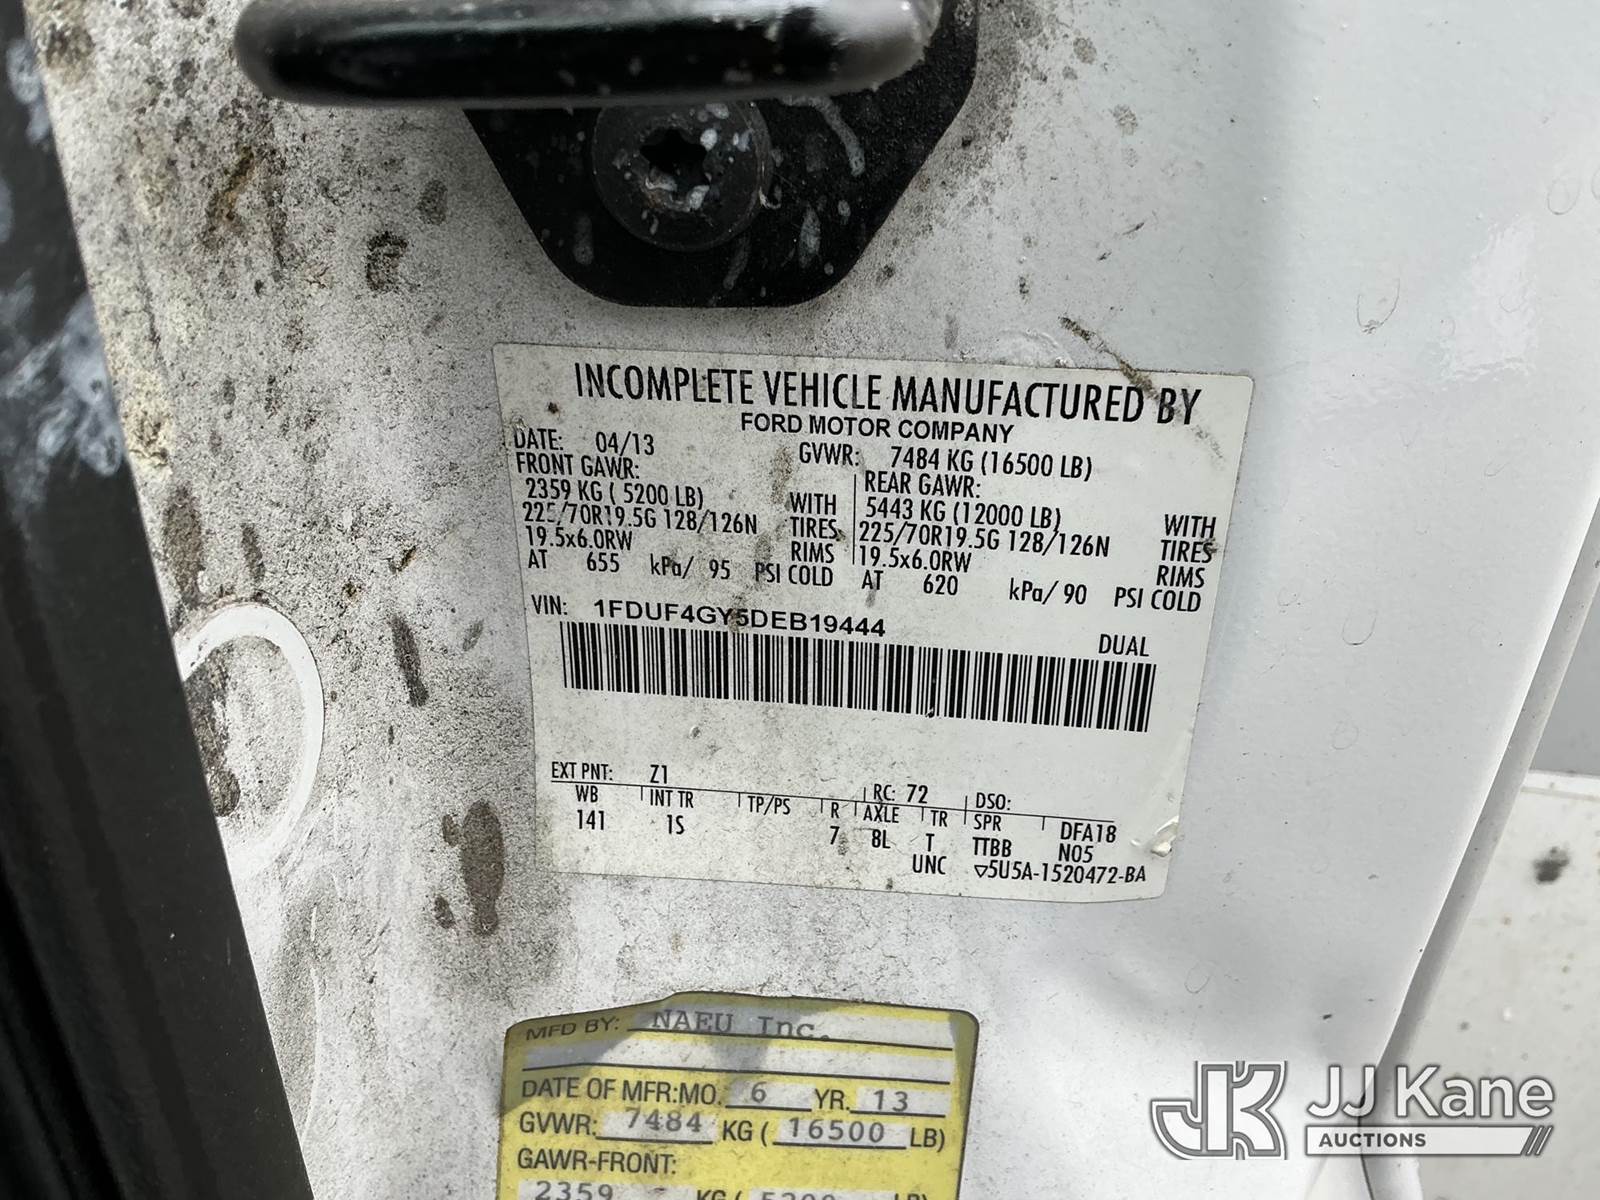 INCOMPLETE VEHICLE MANUFACTURED BY
FORD MOTOR COMPANY
DATE: 04/13 GVWR: 7484 KG (16500 LB)
FRONT GAWR: REAR GAWR:
2359 KG ( 5200 LB) WITH 5443 KG (12000 LB) WITH
225/70R19.5G 128/126N TIRES 225/70R19.5G 128/126N TIRES
19.5x6.0RW RIMS 19.5x6.0RW RIMS
AT 655 kPa/ 95 PSI COLD AT 620 kPa/ 90 PSI COLD
VIN: 1FDUF4GY5DEB19444
DUAL
EXT PNT: Z1 RC: 72 DSO:
WB INT TR TP/PS R AXLE TR SPR DFA18
141 1S 7 8L T TTBB N05
UNC ▽5U5A-1520472-BA
MFD BY: NAEU Inc.
DATE OF MFR:MO. 6 YR. 13
GVWR: 7484 KG ( 16500 LB)
GAWR-FRONT:
2359 KG ( 5200 LB)
JK JJ Kane
AUCTIONS